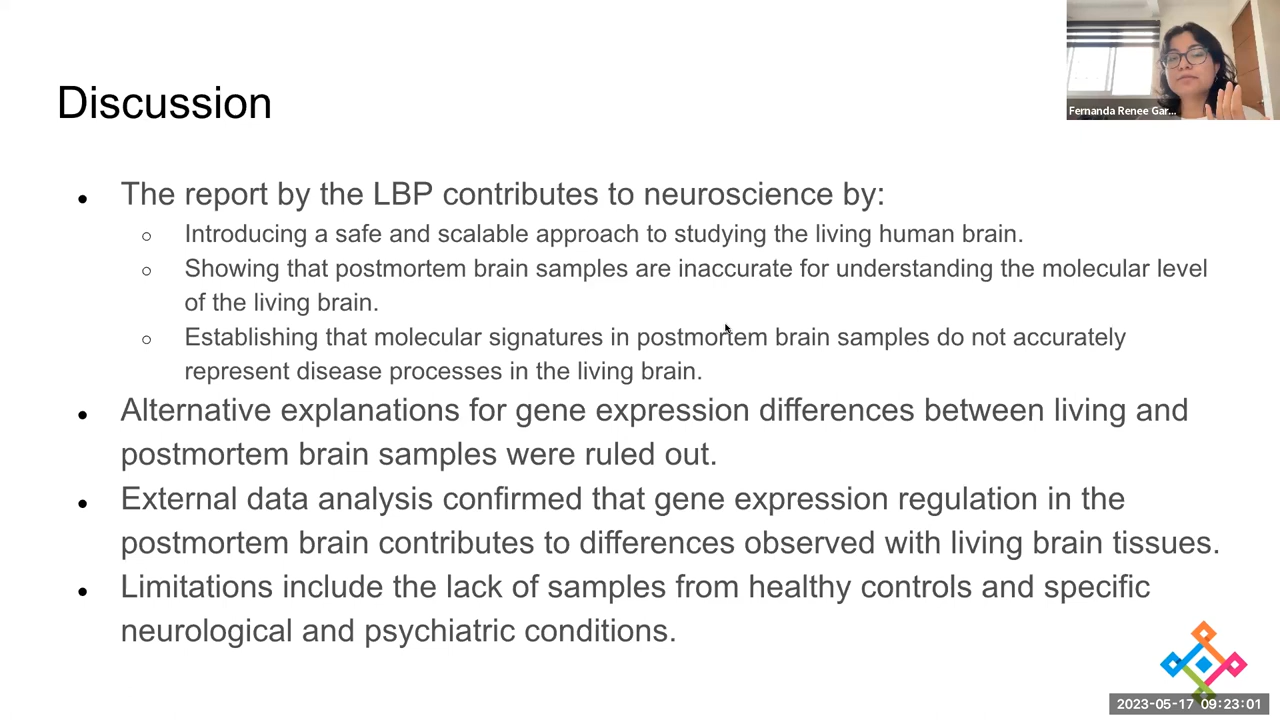 Fernanda Renee Gar...
Discussion
● The report by the LBP contributes to neuroscience by:
○ Introducing a safe and scalable approach to studying the living human brain.
○ Showing that postmortem brain samples are inaccurate for understanding the molecular level
of the living brain.
○ Establishing that molecular signatures in postmortem brain samples do not accurately
represent disease processes in the living brain.
● Alternative explanations for gene expression differences between living and
postmortem brain samples were ruled out.
● External data analysis confirmed that gene expression regulation in the
postmortem brain contributes to differences observed with living brain tissues.
● Limitations include the lack of samples from healthy controls and specific
neurological and psychiatric conditions.
2023-05-17 09:23:01